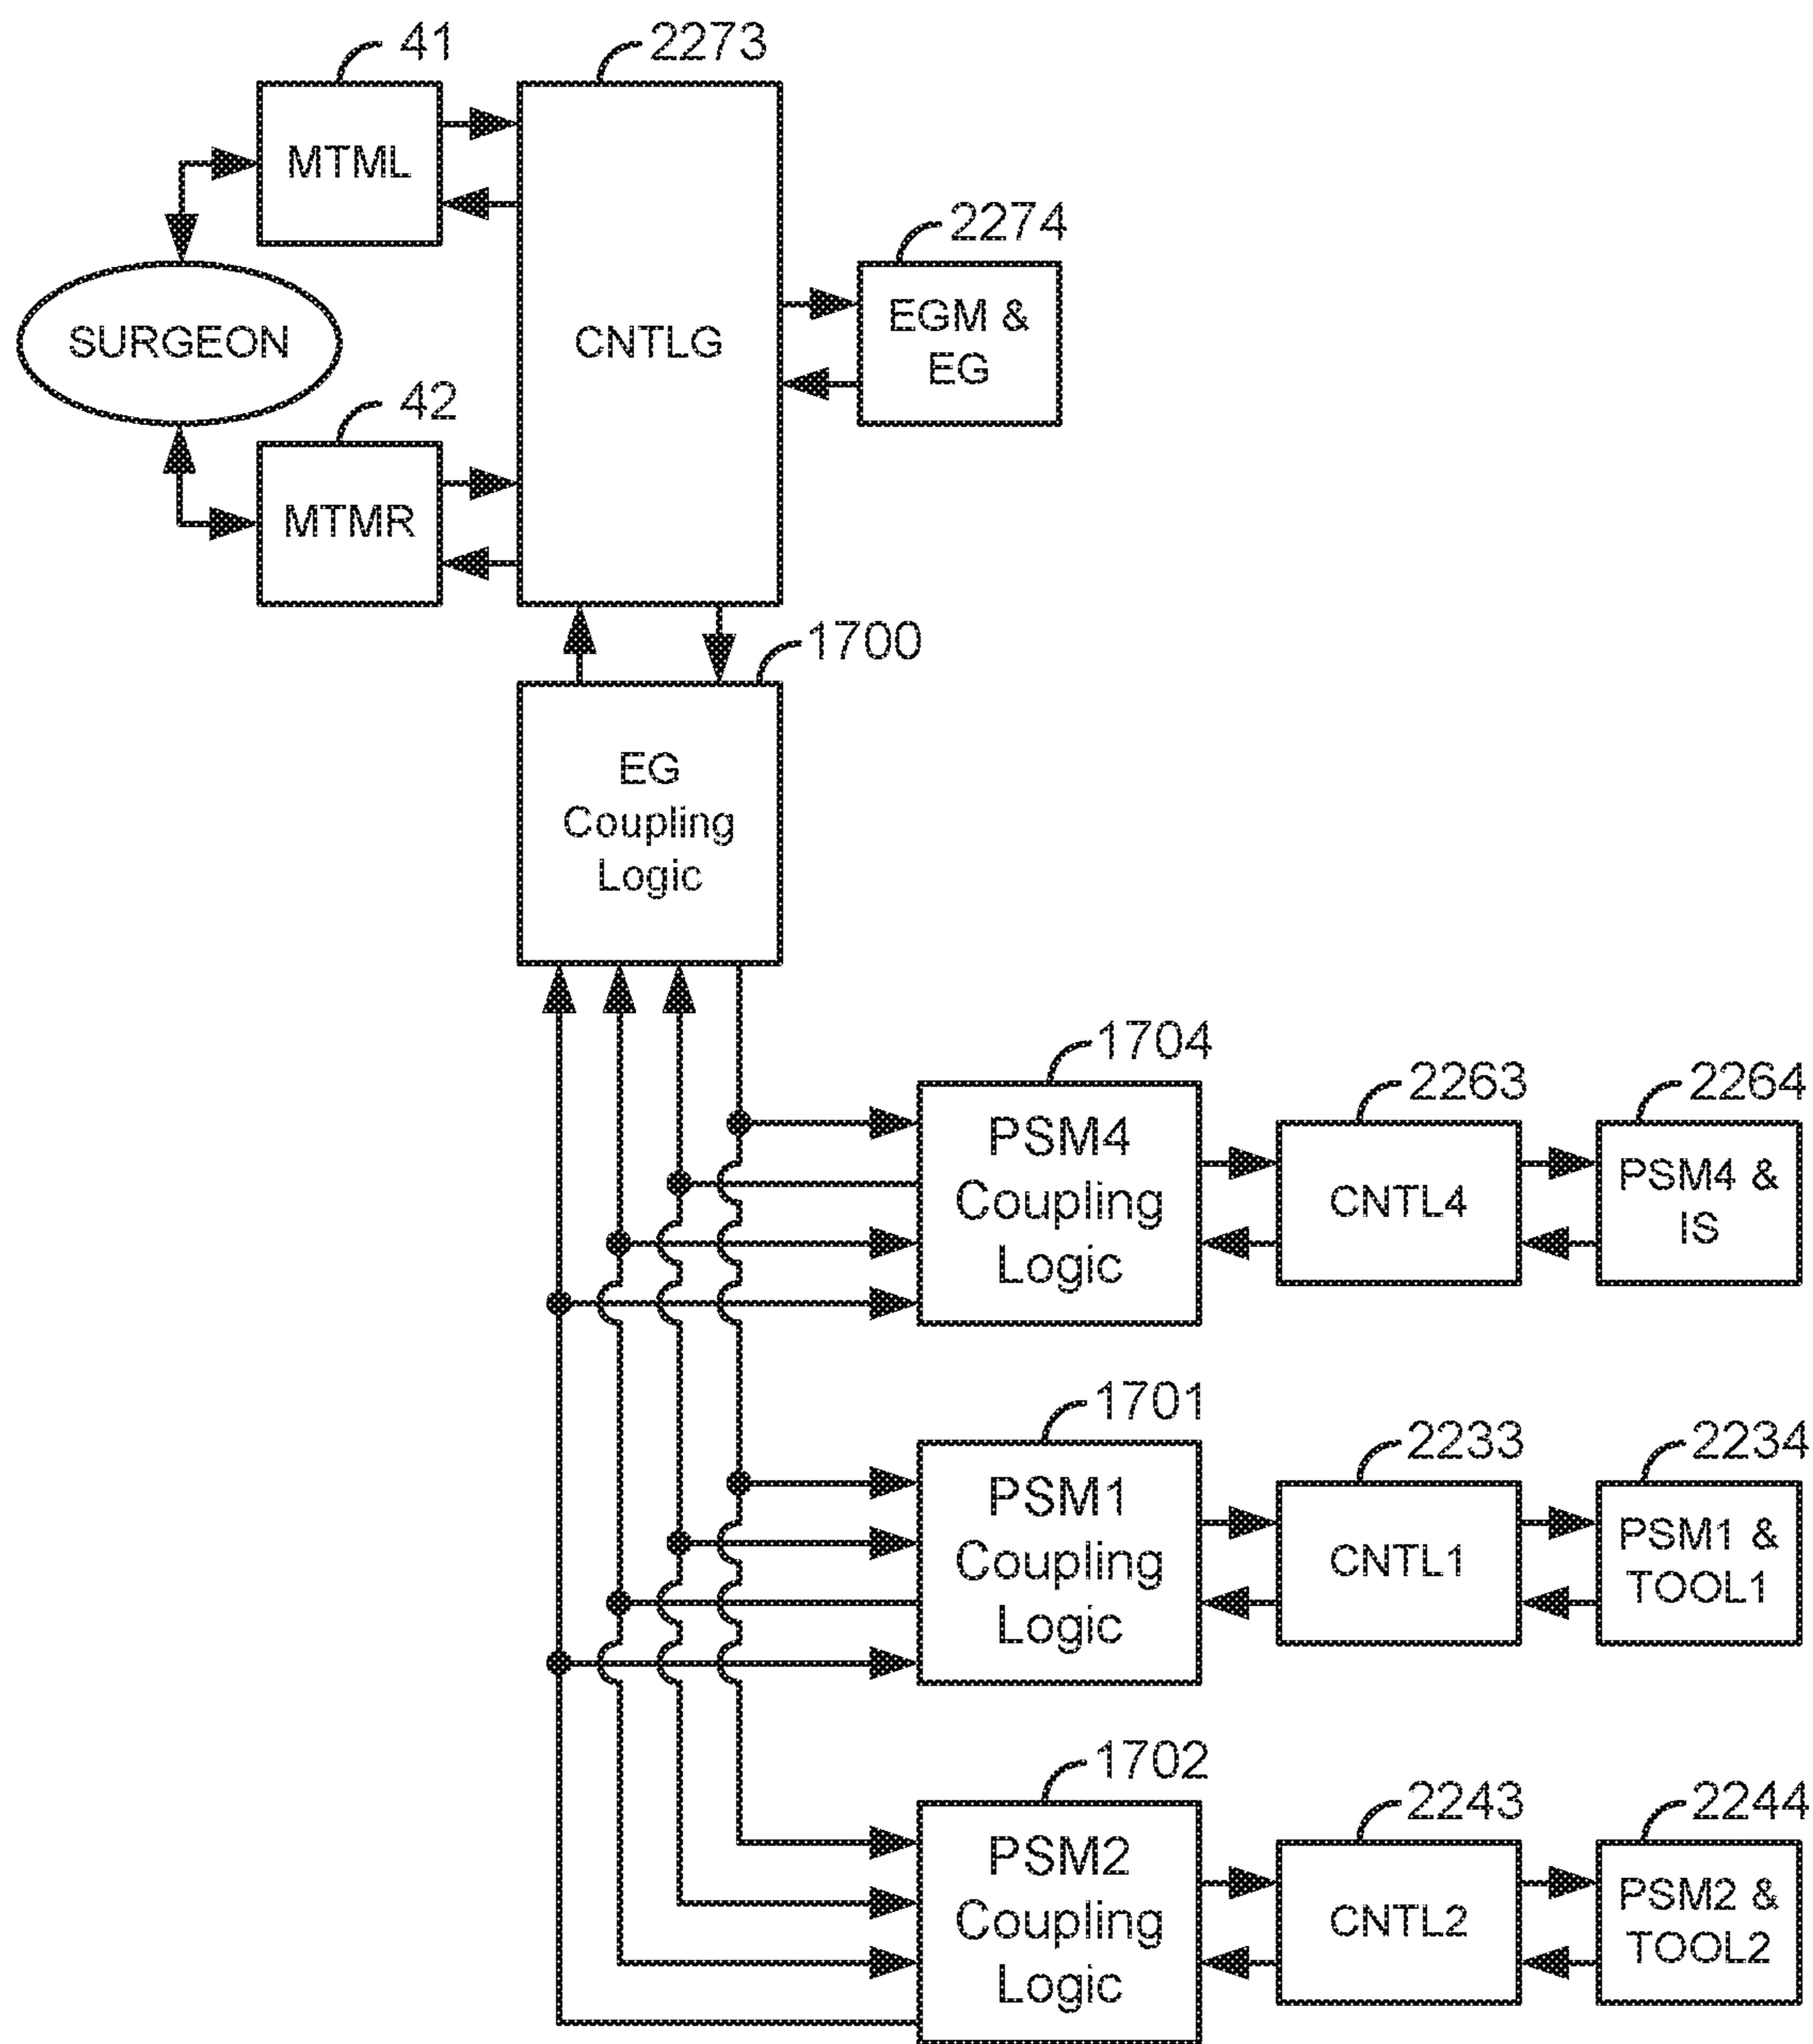 41
2273
MTML
2274
EGM &
EG
SURGEON
CNTLG
42
MTMR
1700
EG
Coupling
Logic
1704
2263
2264
PSM4
Coupling
Logic
CNTL4
PSM4 &
IS
1701
2233
2234
PSM1
Coupling
Logic
CNTL1
PSM1 &
TOOL1
1702
2243
2244
PSM2
Coupling
Logic
CNTL2
PSM2 &
TOOL2